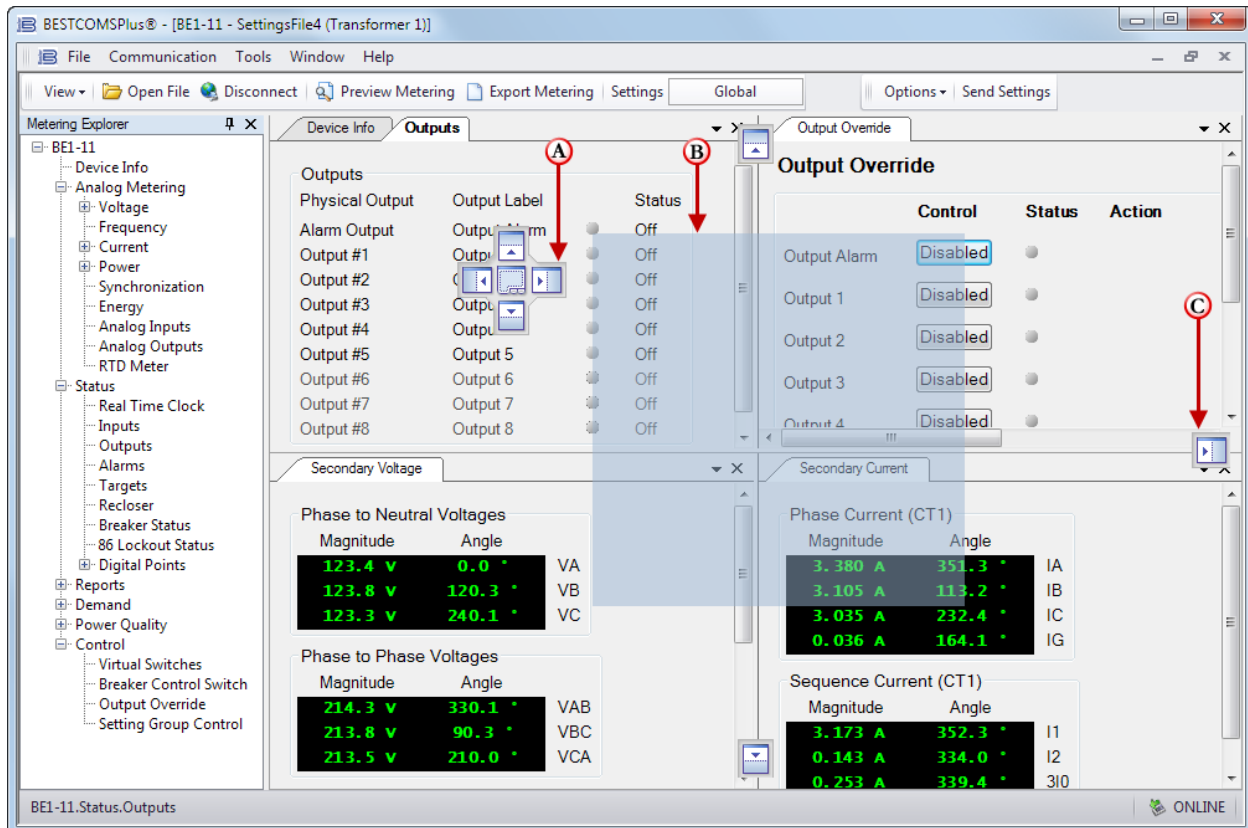 BESTCOMSPlus® - [BE1-11 - SettingsFile4 (Transformer 1)]
File Communication Tools Window Help
View Open File Disconnect Preview Metering Export Metering Settings Global Options Send Settings
Metering Explorer
BE1-11
Device Info
Analog Metering
Voltage
Frequency
Current
Power
Synchronization
Energy
Analog Inputs
Analog Outputs
RTD Meter
Status
Real Time Clock
Inputs
Outputs
Alarms
Targets
Recloser
Breaker Status
86 Lockout Status
Digital Points
Reports
Demand
Power Quality
Control
Virtual Switches
Breaker Control Switch
Output Override
Setting Group Control
Device Info Outputs
A
B
Outputs
Physical Output Output Label Status
Alarm Output Output Alarm Off
Output #1 Off
Output #2 Off
Output #3 Off
Output #4 Off
Output #5 Output 5 Off
Output #6 Output 6 Off
Output #7 Output 7 Off
Output #8 Output 8 Off
Output Override
Output Override
Control Status Action
Output Alarm Disabled
Output 1 Disabled
Output 2 Disabled
Output 3 Disabled
Output 4 Disabled
C
Secondary Voltage
Phase to Neutral Voltages
Magnitude Angle
123.4 V 0.0 ° VA
123.8 V 120.3 ° VB
123.3 V 240.1 ° VC
Phase to Phase Voltages
Magnitude Angle
214.3 V 330.1 ° VAB
213.8 V 90.3 ° VBC
213.5 V 210.0 ° VCA
Secondary Current
Phase Current (CT1)
Magnitude Angle
3.380 A 351.3 ° IA
3.105 A 113.2 ° IB
3.035 A 232.4 ° IC
0.036 A 164.1 ° IG
Sequence Current (CT1)
Magnitude Angle
3.173 A 352.3 ° I1
0.143 A 334.0 ° I2
0.253 A 339.4 ° 3I0
BE1-11.Status.Outputs
ONLINE